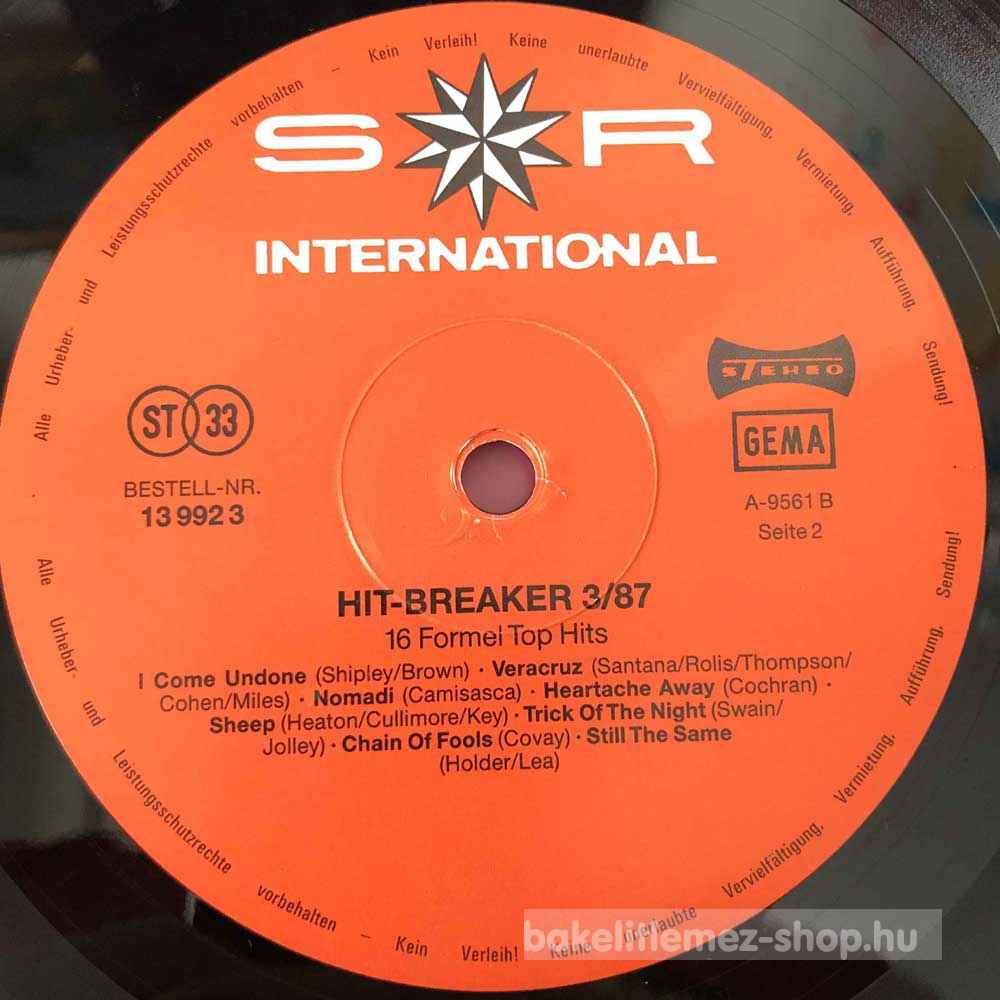 Alle Urheber- und Leistungsschutzrechte vorbehalten – Kein Verleih! Keine unerlaubte Vervielfältigung, Vermietung, Aufführung, Sendung!
S R
INTERNATIONAL
STEREO
ST 33
GEMA
BESTELL-NR.
13 992 3
A-9561 B
Seite 2
HIT-BREAKER 3/87
16 Formel Top Hits
I Come Undone (Shipley/Brown) · Veracruz (Santana/Rolis/Thompson/
Cohen/Miles) · Nomadi (Camisasca) · Heartache Away (Cochran) ·
Sheep (Heaton/Cullimore/Key) · Trick Of The Night (Swain/
Jolley) · Chain Of Fools (Covay) · Still The Same
(Holder/Lea)
Alle Urheber- und Leistungsschutzrechte vorbehalten – Kein Verleih! Keine unerlaubte Vervielfältigung, Vermietung, Aufführung, Sendung!
bakelitlemez-shop.hu